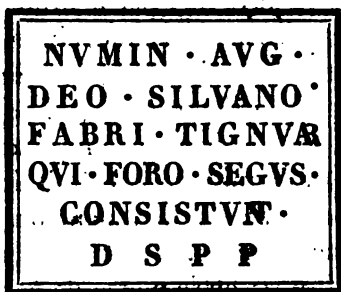 NVMIN · AVG ·
DEO · SILVANO ·
FABRI · TIGNVAR
QVI · FORO · SEGVS ·
CONSISTVNT ·
D S P P